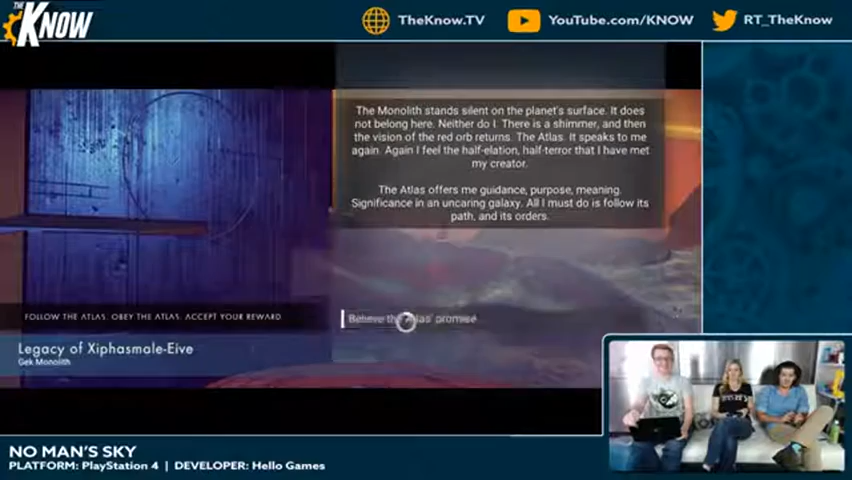 THE
KNOW
TheKnow.TV
YouTube.com/KNOW
RT_TheKnow
The Monolith stands silent on the planet's surface. It does
not belong here. Neither do I. There is a shimmer, and then
the vision of the red orb returns. The Atlas. It speaks to me
again. Again I feel the half-elation, half-terror that I have met
my creator.
The Atlas offers me guidance, purpose, meaning.
Significance in an uncaring galaxy. All I must do is follow its
path, and its orders.
FOLLOW THE ATLAS. OBEY THE ATLAS. ACCEPT YOUR REWARD.
Believe the Atlas' promise
Legacy of Xiphasmale-Eive
Gek Monolith
NO MAN'S SKY
PLATFORM: PlayStation 4 | DEVELOPER: Hello Games